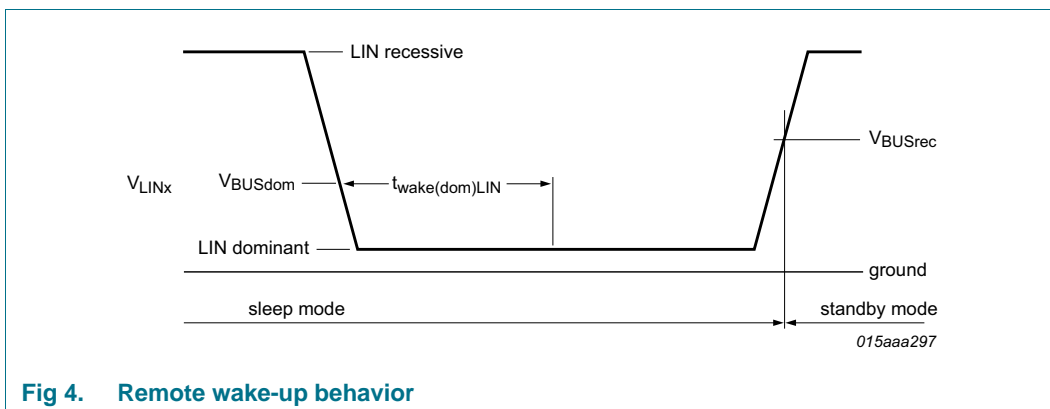 LIN recessive
VBUSrec
VLINx
VBUSdom
twake(dom)LIN
LIN dominant
ground
sleep mode
standby mode
015aaa297
Fig 4. Remote wake-up behavior